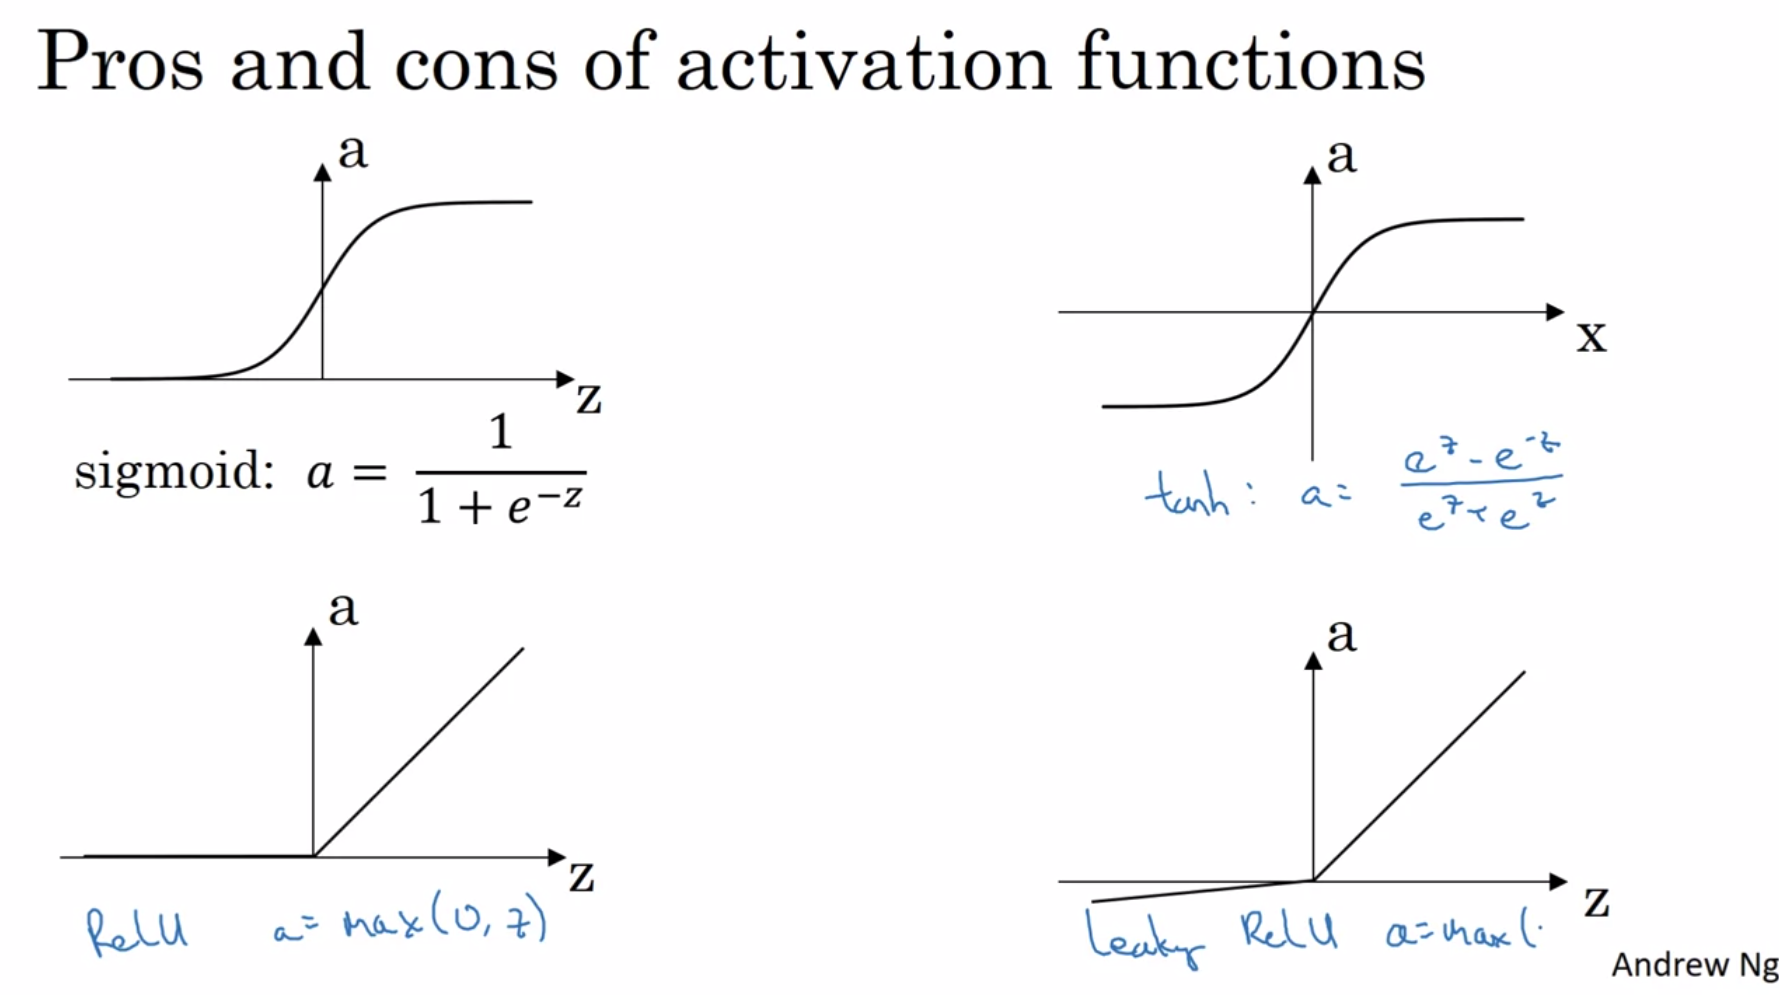 Pros and cons of activation functions
a
z
sigmoid: a = 1 / (1 + e^{-z})
a
x
tanh: a = (e^z - e^{-z}) / (e^z + e^z)
a
z
ReLU a = max(0, z)
a
z
Leaky ReLU a = max(.
Andrew Ng